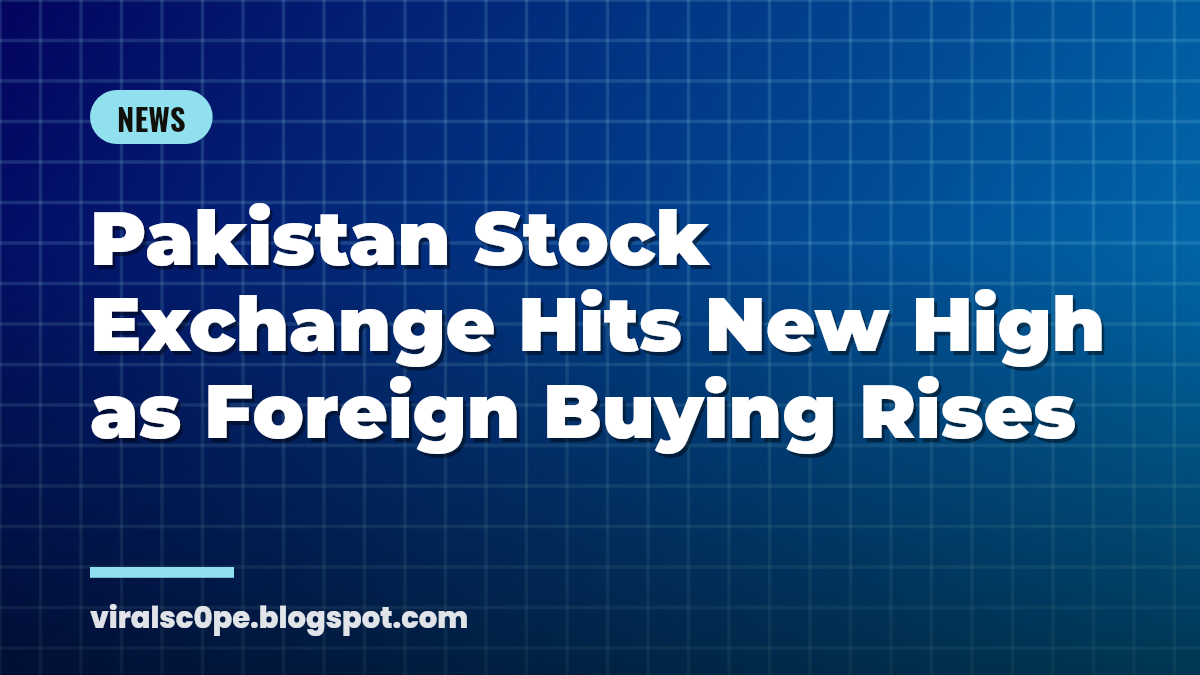 NEWS
Pakistan Stock
Exchange Hits New High
as Foreign Buying Rises
viralsc0pe.blogspot.com